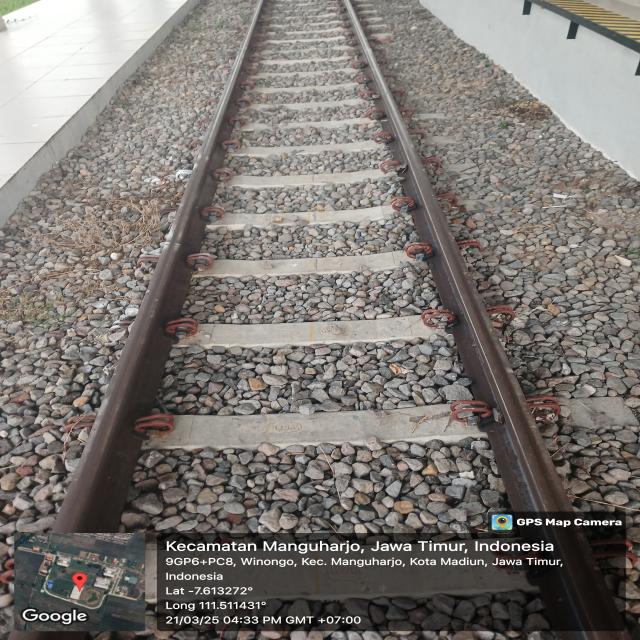 GPS Map Camera
Kecamatan Manguharjo, Jawa Timur, Indonesia
9GP6+PC8, Winongo, Kec. Manguharjo, Kota Madiun, Jawa Timur,
Indonesia
Lat -7.613272°
Long 111.511431°
21/03/25 04:33 PM GMT +07:00
Google